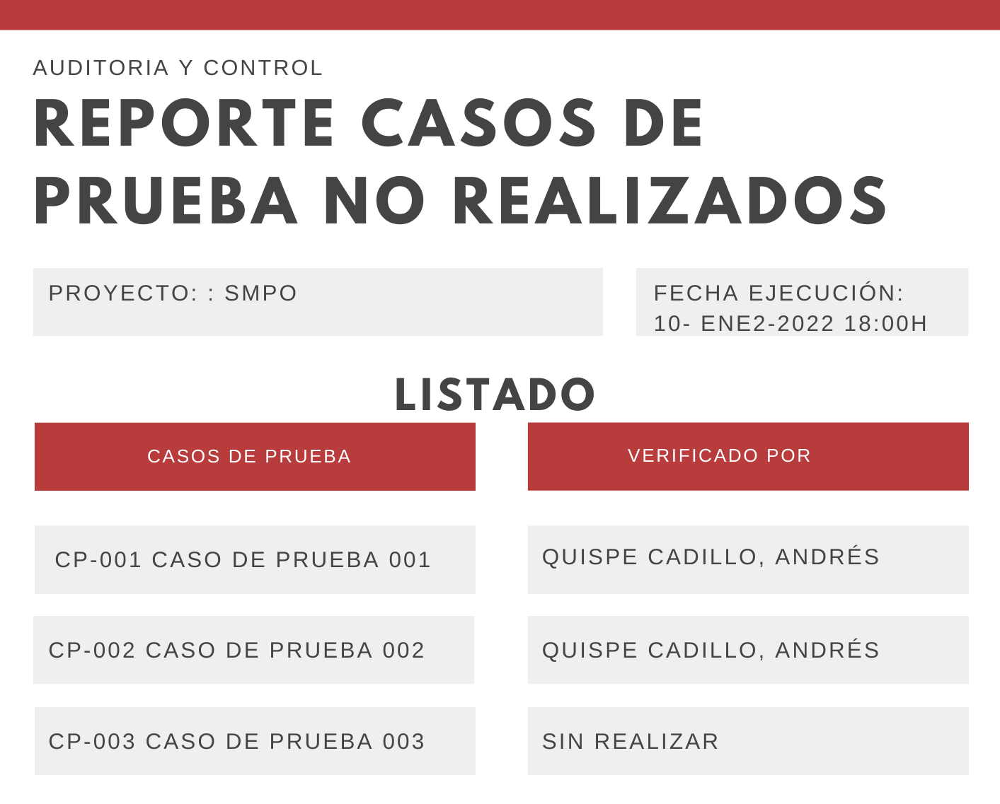 AUDITORIA Y CONTROL
REPORTE CASOS DE
PRUEBA NO REALIZADOS
PROYECTO: : SMPO
FECHA EJECUCIÓN:
10- ENE2-2022 18:00H
LISTADO
CASOS DE PRUEBA
VERIFICADO POR
CP-001 CASO DE PRUEBA 001
QUISPE CADILLO, ANDRÉS
CP-002 CASO DE PRUEBA 002
QUISPE CADILLO, ANDRÉS
CP-003 CASO DE PRUEBA 003
SIN REALIZAR